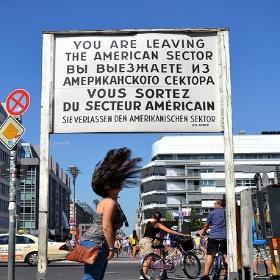 YOU ARE LEAVING
THE AMERICAN SECTOR
ВЫ ВЫЕЗЖАЕТЕ ИЗ
АМЕРИКАНСКОГО СЕКТОРА
VOUS SORTEZ
DU SECTEUR AMÉRICAIN
SIE VERLASSEN DEN AMERIKANISCHEN SEKTOR